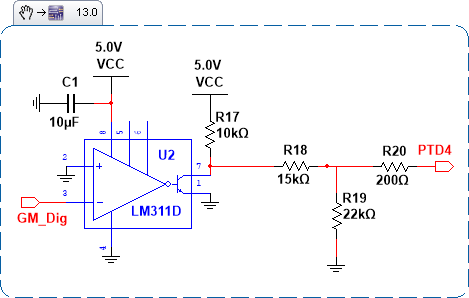 13.0
5.0V
VCC
C1
10µF
5.0V
VCC
R17
10kΩ
8
5
6
U2
2
+
7
1
3
−
LM311D
GM_Dig
4
R18
15kΩ
R20
200Ω
PTD4
R19
22kΩ